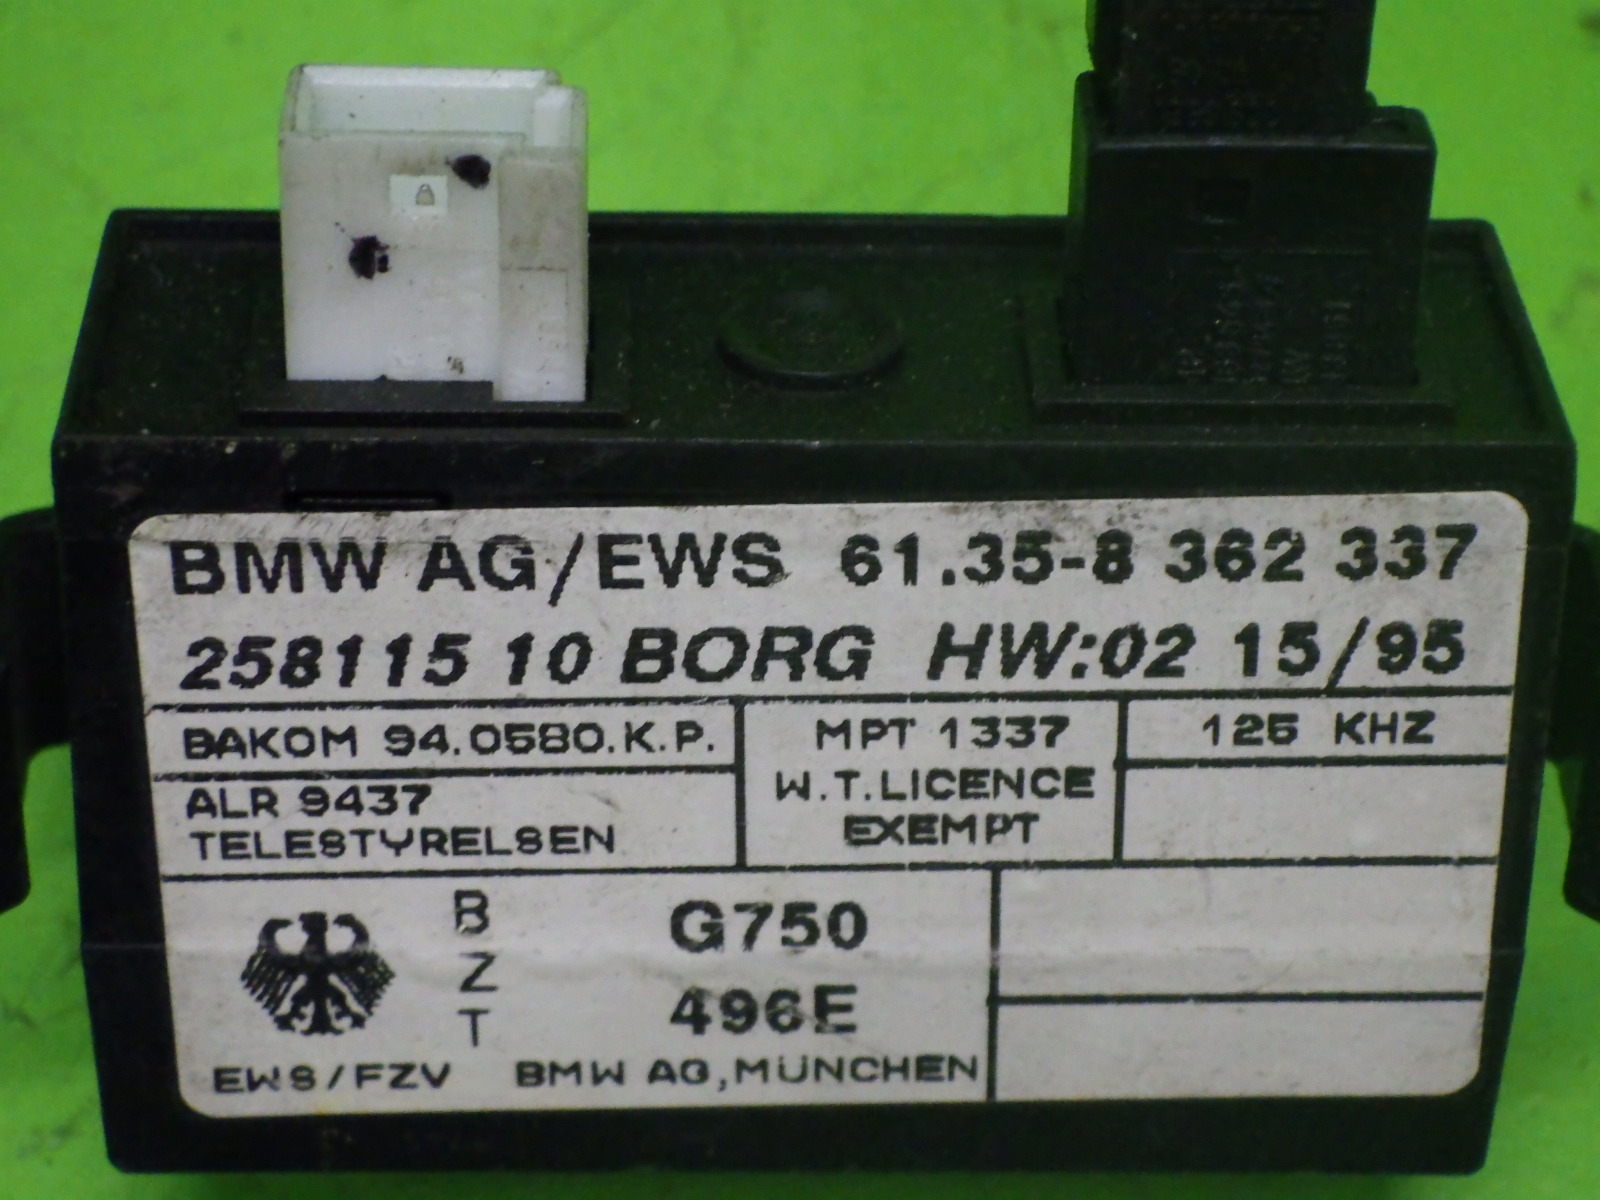 BMW AG/EWS 61.35-8 362 337
258115 10 BORG HW:02 15/95
BAKOM 94.0580.K.P.
ALR 9437
TELESTYRELSEN
MPT 1337
W.T.LICENCE
EXEMPT
125 KHZ
BZT
G750
496E
EWS/FZV BMW AG,MÜNCHEN